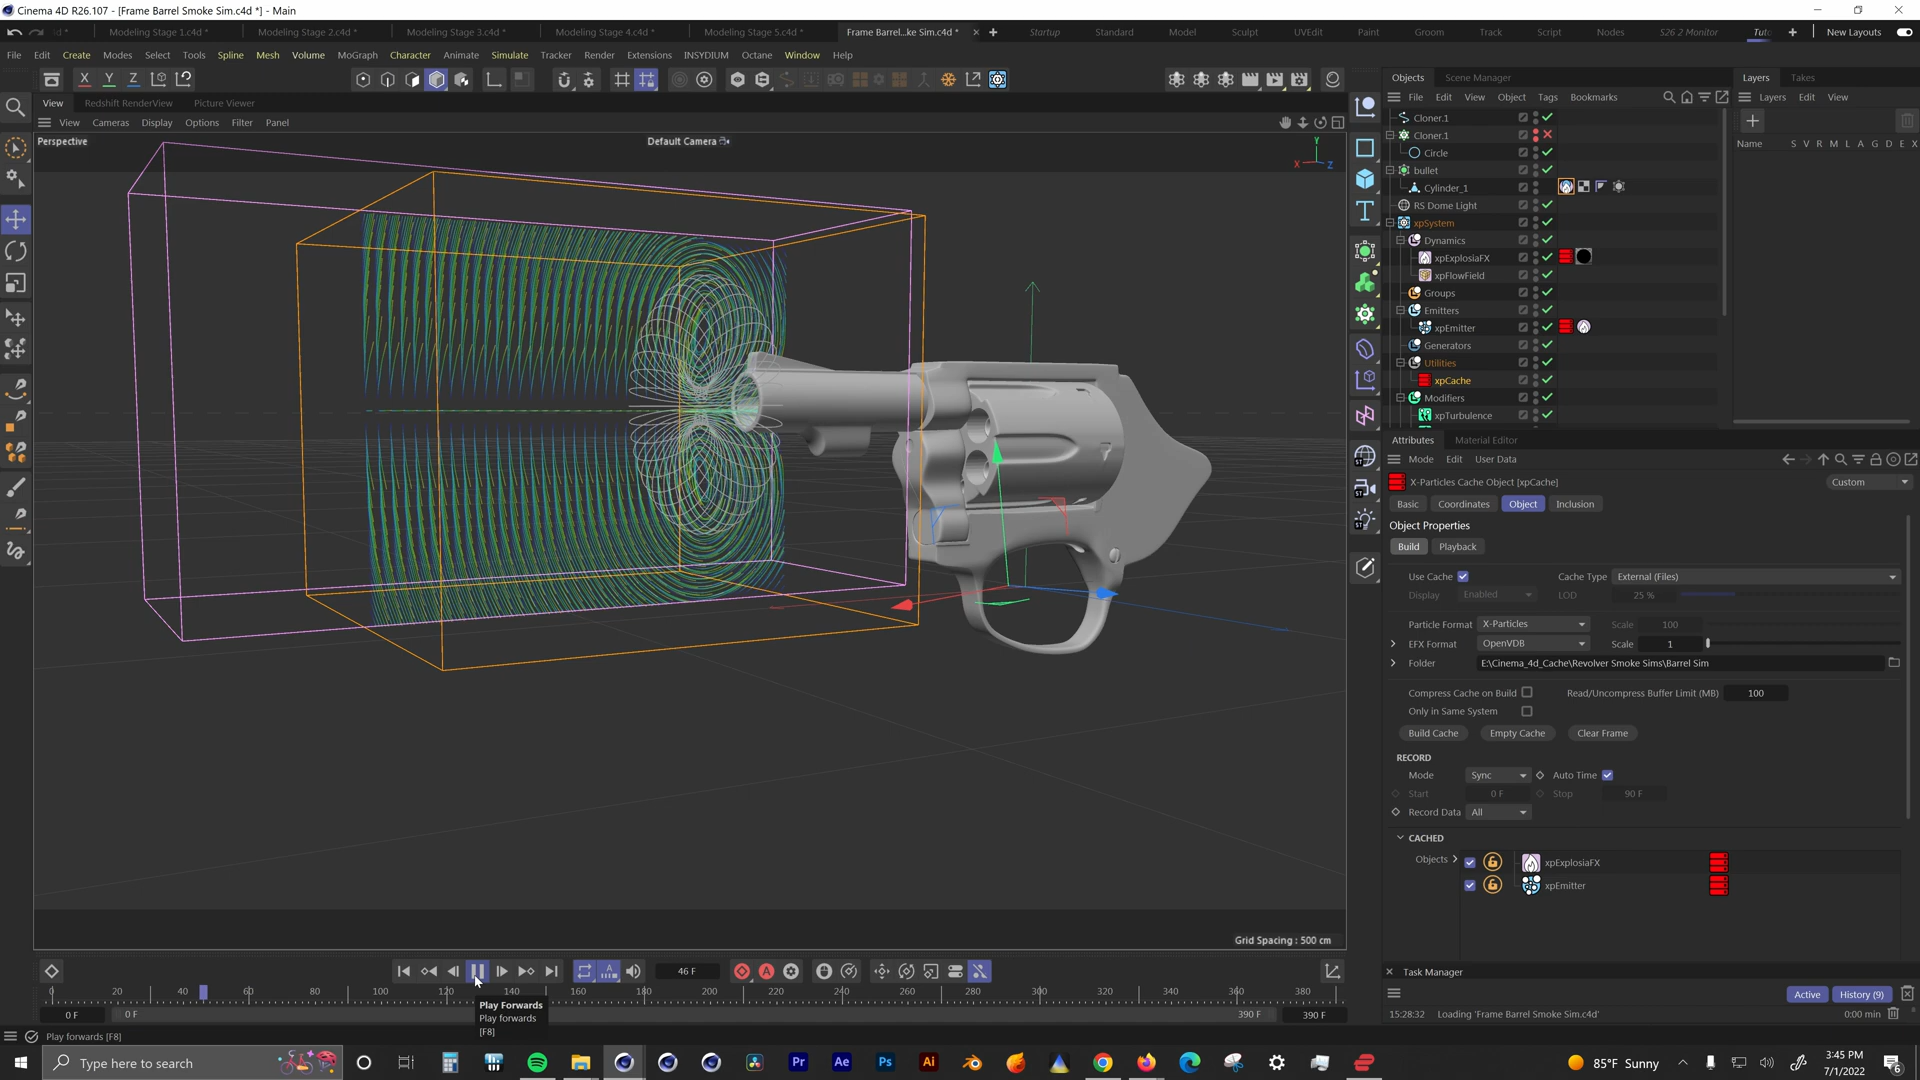 Cinema 4D R26.107 - [Frame Barrel Smoke Sim.c4d *] - Main
Modeling Stage 1.c4d * Modeling Stage 2.c4d * Modeling Stage 3.c4d * Modeling Stage 4.c4d * Modeling Stage 5.c4d * Frame Barrel...ke Sim.c4d * Startup Standard Model Sculpt UVEdit Paint Groom Track Script Nodes S26 2 Monitor New Layouts
File Edit Create Modes Select Tools Spline Mesh Volume MoGraph Character Animate Simulate Tracker Render Extensions INSYDIUM Octane Window Help
X Y Z
Objects Scene Manager Layers Takes
View Redshift RenderView Picture Viewer
File Edit View Object Tags Bookmarks Layers Edit View
View Cameras Display Options Filter Panel
Perspective Default Camera
Y X Z
Cloner.1
Cloner.1
Name S V R M L A G D E X
Circle
bullet
Cylinder_1
RS Dome Light
xpSystem
Dynamics
xpExplosiaFX
xpFlowField
Groups
Emitters
xpEmitter
Generators
Utilities
xpCache
Modifiers
xpTurbulence
Attributes Material Editor
Mode Edit User Data
X-Particles Cache Object [xpCache] Custom
Basic Coordinates Object Inclusion
Object Properties
Build Playback
Use Cache Cache Type External (Files)
Display Enabled LOD 25 %
Particle Format X-Particles Scale 100
EFX Format OpenVDB Scale 1
Folder E:\Cinema_4d_Cache\Revolver Smoke Sims\Barrel Sim
Compress Cache on Build Read/Uncompress Buffer Limit (MB) 100
Only in Same System
Build Cache Empty Cache Clear Frame
RECORD
Mode Sync Auto Time
Start 0 F Stop 90 F
Record Data All
CACHED
Objects xpExplosiaFX
xpEmitter
Grid Spacing : 500 cm
46 F
0 20 40 60 80 100 120 140 160 180 200 220 240 260 280 300 320 340 360 380
0 F 0 F 390 F 390 F
Play Forwards
Play forwards
[F8]
Task Manager
Active History (9)
15:28:32 Loading 'Frame Barrel Smoke Sim.c4d' 0:00 min
Play forwards [F8]
Type here to search
Pr Ae Ps Ai
85°F Sunny
3:45 PM
7/1/2022
6